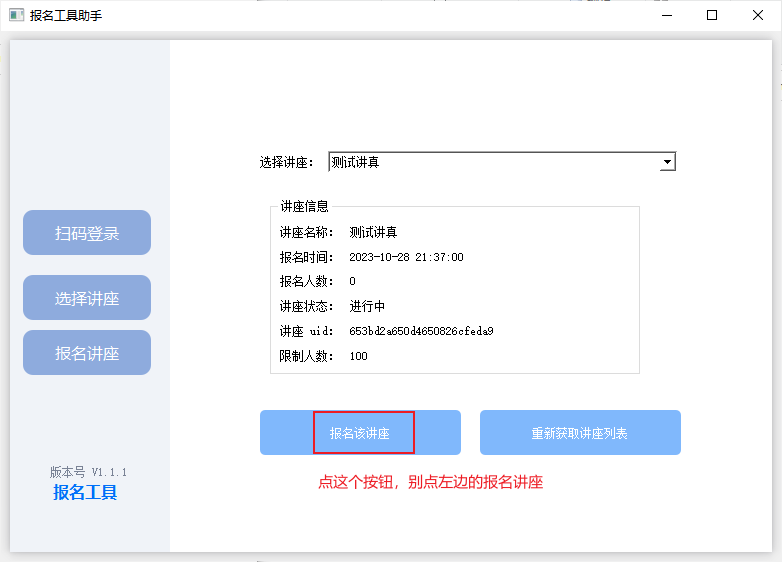 报名工具助手
选择讲座： 测试讲真
讲座信息
讲座名称： 测试讲真
报名时间： 2023-10-28 21:37:00
报名人数： 0
讲座状态： 进行中
讲座 uid： 653bd2a650d4650826cfeda9
限制人数： 100
扫码登录
选择讲座
报名讲座
报名该讲座
重新获取讲座列表
点这个按钮，别点左边的报名讲座
版本号 V1.1.1
报名工具